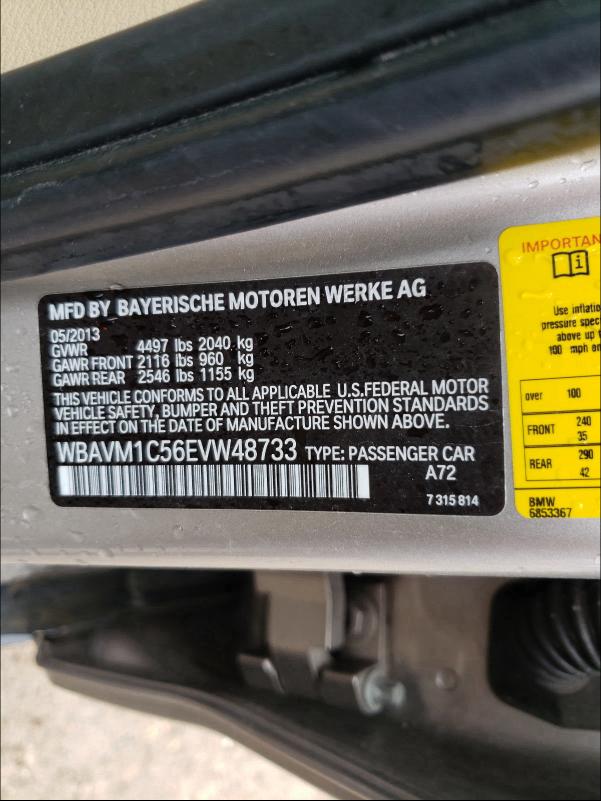 MFD BY BAYERISCHE MOTOREN WERKE AG
05/2013
GVWR 4497 lbs 2040 kg
GAWR FRONT 2116 lbs 960 kg
GAWR REAR 2546 lbs 1155 kg
THIS VEHICLE CONFORMS TO ALL APPLICABLE U.S.FEDERAL MOTOR
VEHICLE SAFETY, BUMPER AND THEFT PREVENTION STANDARDS
IN EFFECT ON THE DATE OF MANUFACTURE SHOWN ABOVE.
WBAVM1C56EVW48733 TYPE: PASSENGER CAR
A72
7 315 814
IMPORTAN
i
Use inflatio
pressure spec
above up t
100 mph
over 100
FRONT 240
35
REAR 290
42
BMW
6853367